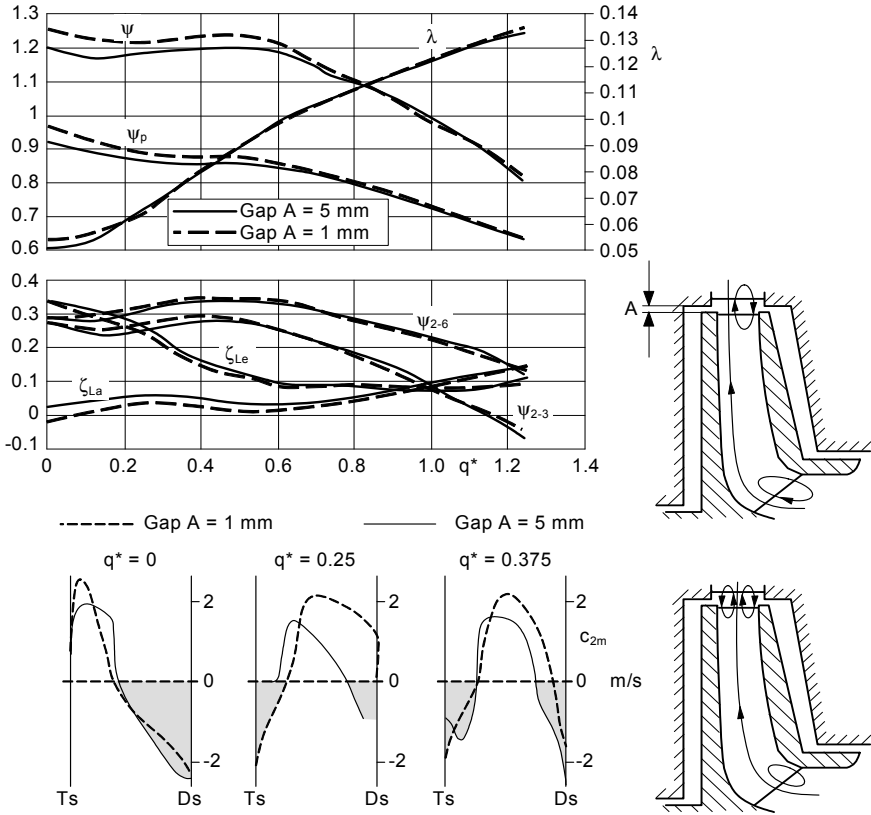 1.3
1.2
1.1
1
0.9
0.8
0.7
0.6
ψ
λ
ψp
Gap A = 5 mm
Gap A = 1 mm
0.14
0.13
0.12
0.11
0.1
0.09
0.08
0.07
0.06
0.05
λ
0.4
0.3
0.2
0.1
0
-0.1
ψ2-6
ζLe
ζLa
ψ2-3
0 0.2 0.4 0.6 0.8 1.0 q* 1.2 1.4
A
Gap A = 1 mm Gap A = 5 mm
q* = 0 q* = 0.25 q* = 0.375
2 2 2
c2m
0 0 0 m/s
-2 -2 -2
Ts Ds Ts Ds Ts Ds